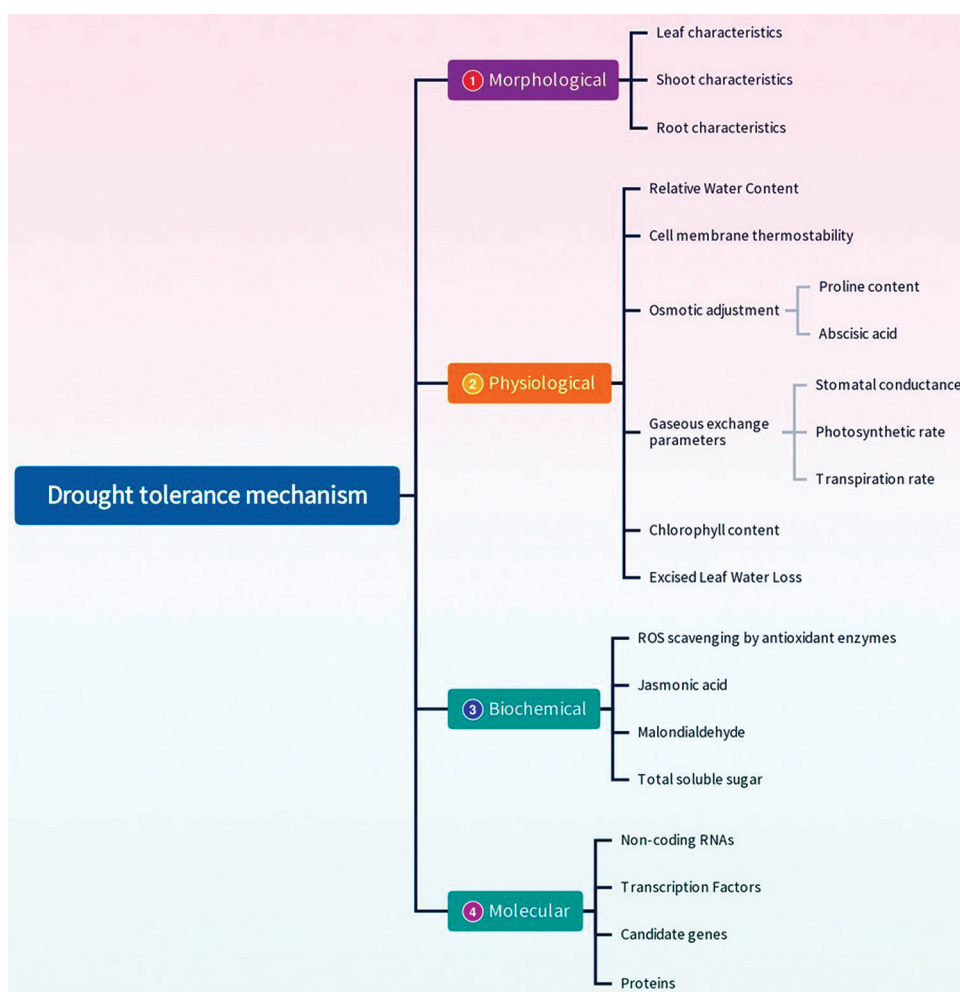 Drought tolerance mechanism
1 Morphological
Leaf characteristics
Shoot characteristics
Root characteristics
2 Physiological
Relative Water Content
Cell membrane thermostability
Osmotic adjustment
Proline content
Abscisic acid
Gaseous exchange
parameters
Stomatal conductance
Photosynthetic rate
Transpiration rate
Chlorophyll content
Excised Leaf Water Loss
3 Biochemical
ROS scavenging by antioxidant enzymes
Jasmonic acid
Malondialdehyde
Total soluble sugar
4 Molecular
Non-coding RNAs
Transcription Factors
Candidate genes
Proteins